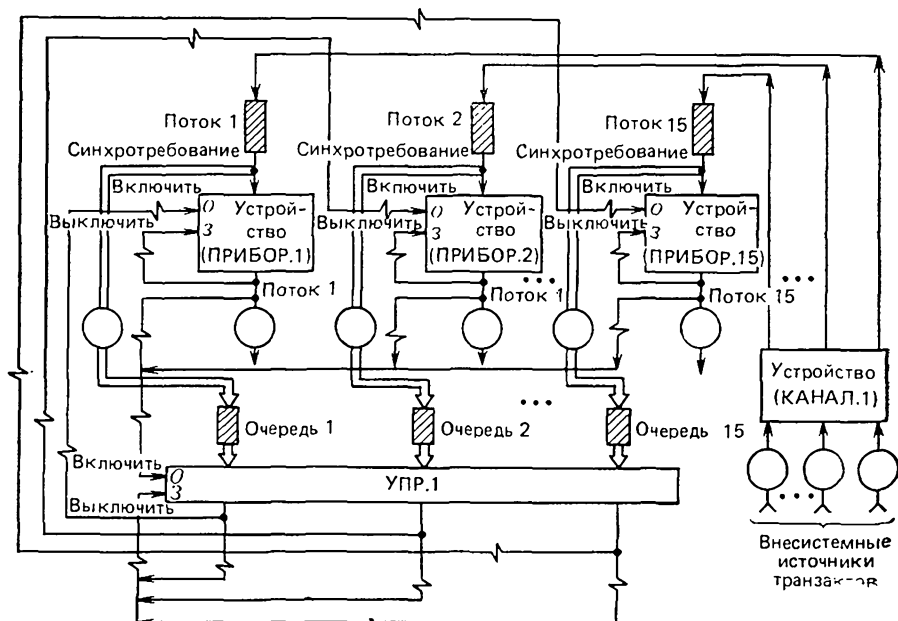 Поток 1
Поток 2
Поток 15
Синхротребование
Синхротребование
Синхротребование
Включить
Включить
Включить
Выключить
Выключить
Выключить
О
З
Устрой-
ство
(ПРИБОР.1)
О
З
Устрой-
ство
(ПРИБОР.2)
О
З
Устрой-
ство
(ПРИБОР.15)
...
...
Поток 1
Поток 1
Поток 15
Устройство
(КАНАЛ.1)
...
Очередь 1
Очередь 2
Очередь 15
Включить
О
З
УПР.1
Выключить
...
Внесистемные
источники
транзактов